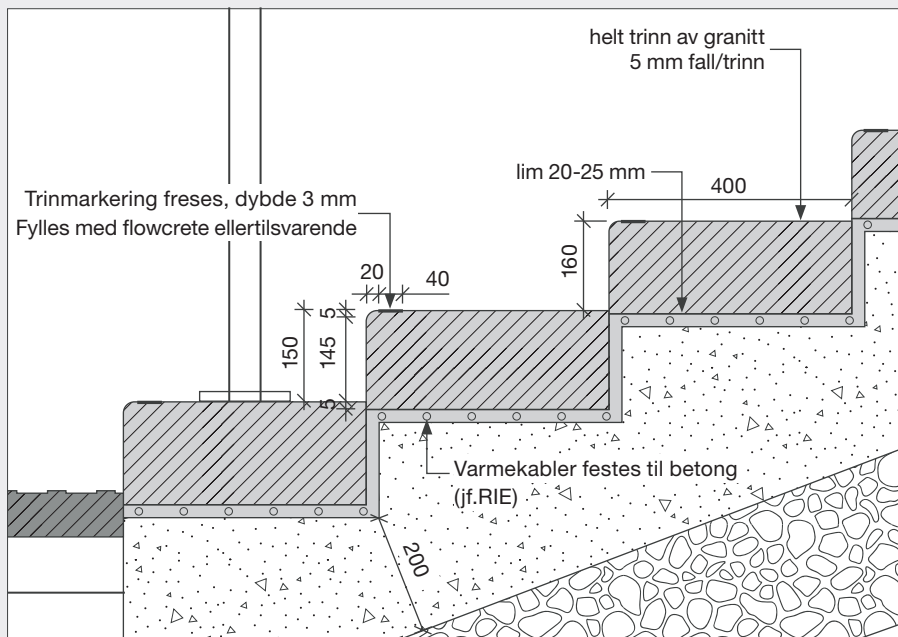 helt trinn av granitt
5 mm fall/trinn
lim 20-25 mm
400
Trinmarkering freses, dybde 3 mm
Fylles med flowcrete ellertilsvarende
160
20
40
5
150
145
5
Varmekabler festes til betong
(jf.RIE)
200